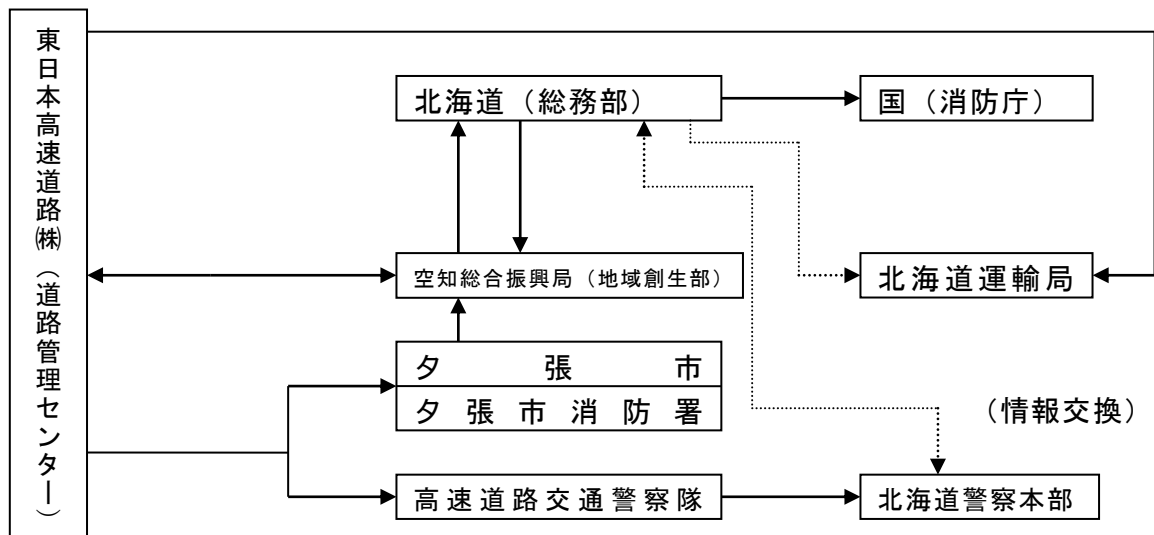 東日本高速道路㈱（道路管理センター）
北海道（総務部）
国（消防庁）
空知総合振興局（地域創生部）
北海道運輸局
夕張市
夕張市消防署
（情報交換）
高速道路交通警察隊
北海道警察本部